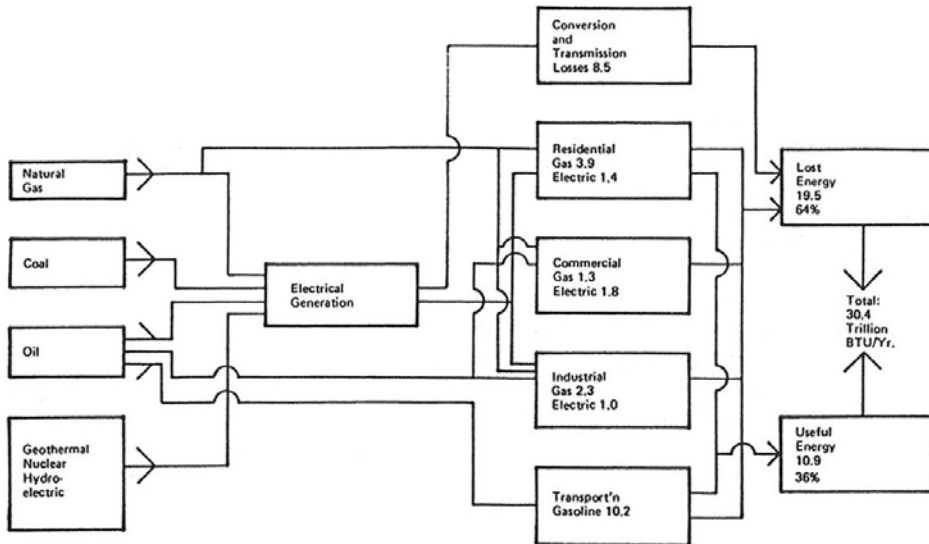 Conversion
and
Transmission
Losses 8.5
Natural
Gas
Residential
Gas 3.9
Electric 1.4
Lost
Energy
19.5
64%
Coal
Electrical
Generation
Commercial
Gas 1.3
Electric 1.8
Total:
30.4
Trillion
BTU/Yr.
Oil
Industrial
Gas 2.3
Electric 1.0
Geothermal
Nuclear
Hydro-
electric
Useful
Energy
10.9
36%
Transport'n
Gasoline 10.2